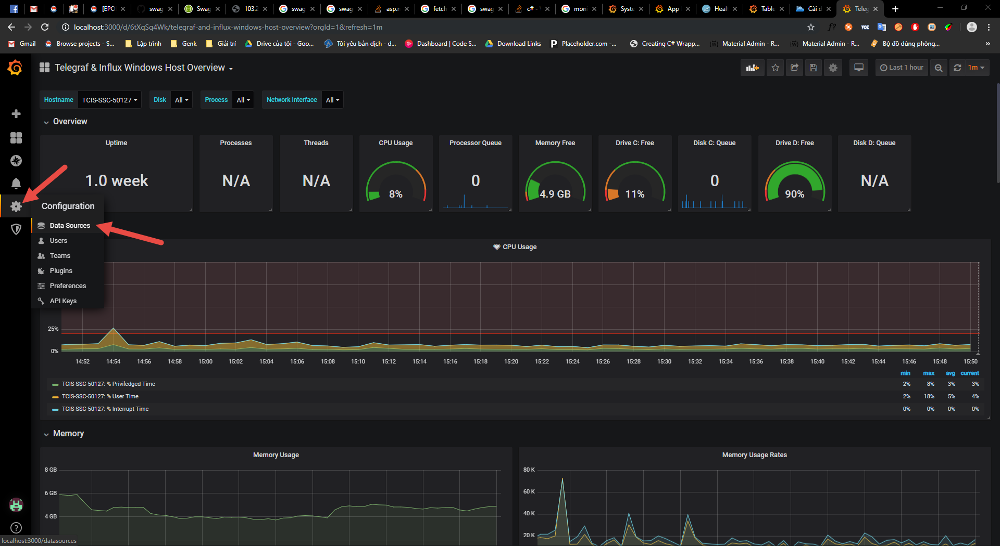 [EPO
swag
Swag
103.2
swag
swag
asp.n
fetch
swag
c# -
mon
Syste
App
Heal
Table
Cài đ
Teleg
localhost:3000/d/6tXqSq4Wk/telegraf-and-influx-windows-host-overview?orgId=1&refresh=1m
Gmail
Browse projects - S...
Lập trình
Genk
Giải trí
Drive của tôi - Goo...
Tôi yêu bản dịch - d...
Dashboard | Code S...
Download Links
Placeholder.com -...
Creating C# Wrapp...
Material Admin - R...
Material Admin - R...
Bộ đồ dùng phòng...
»
Telegraf & Influx Windows Host Overview
Last 1 hour
1m
Hostname TCIS-SSC-50127
Disk All
Process All
Network Interface All
Overview
Uptime
Processes
Threads
CPU Usage
Processor Queue
Memory Free
Drive C: Free
Disk C: Queue
Drive D: Free
Disk D: Queue
1.0 week
N/A
N/A
8%
0
4.9 GB
11%
0
90%
N/A
Configuration
Data Sources
Users
Teams
Plugins
Preferences
API Keys
CPU Usage
25%
0%
14:52
14:54
14:56
14:58
15:00
15:02
15:04
15:06
15:08
15:10
15:12
15:14
15:16
15:18
15:20
15:22
15:24
15:26
15:28
15:30
15:32
15:34
15:36
15:38
15:40
15:42
15:44
15:46
15:48
15:50
min max avg current
TCIS-SSC-50127: % Priviledged Time 2% 8% 3% 3%
TCIS-SSC-50127: % User Time 2% 18% 5% 4%
TCIS-SSC-50127: % Interrupt Time 0% 0% 0% 0%
Memory
Memory Usage
8 GB
6 GB
4 GB
Memory Usage Rates
80 K
60 K
40 K
20 K
localhost:3000/datasources